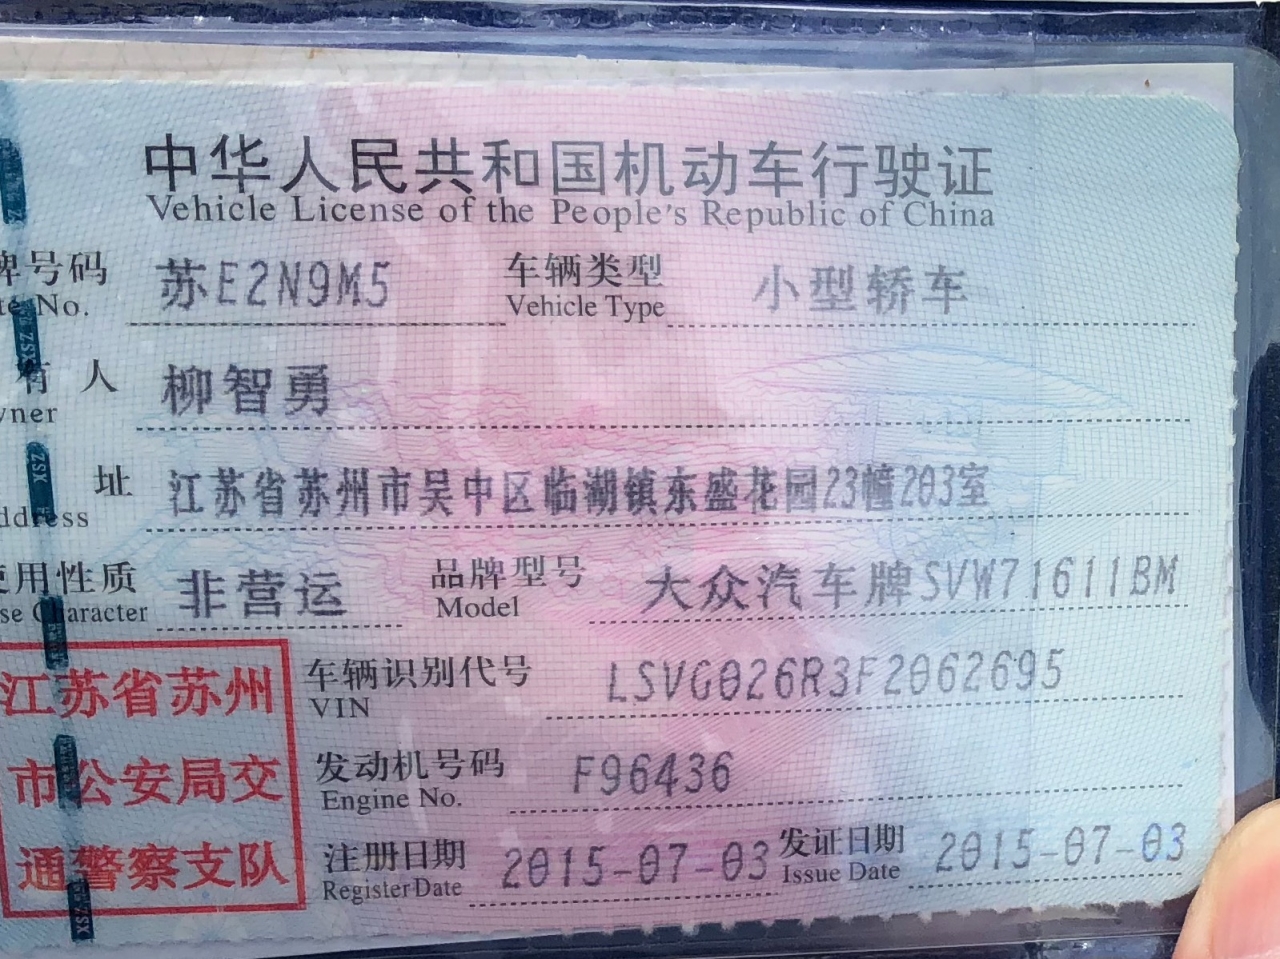 中华人民共和国机动车行驶证
Vehicle License of the People's Republic of China
牌号码 苏E2N9M5 车辆类型 小型轿车
te No. Vehicle Type
有人 柳智勇
wner
址 江苏省苏州市吴中区临湖镇东盛花园23幢203室
ddress
使用性质 非营运 品牌型号 大众汽车牌SVW71611BM
se Character Model
江苏省苏州 车辆识别代号 LSVG026R3F2062695
VIN
市公安局交 发动机号码 F96436
Engine No.
通警察支队 注册日期 2015-07-03 发证日期 2015-07-03
Register Date Issue Date